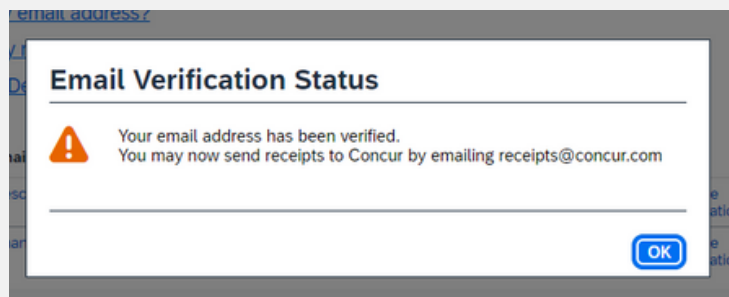 email address?
Email Verification Status
Your email address has been verified.
You may now send receipts to Concur by emailing receipts@concur.com
OK